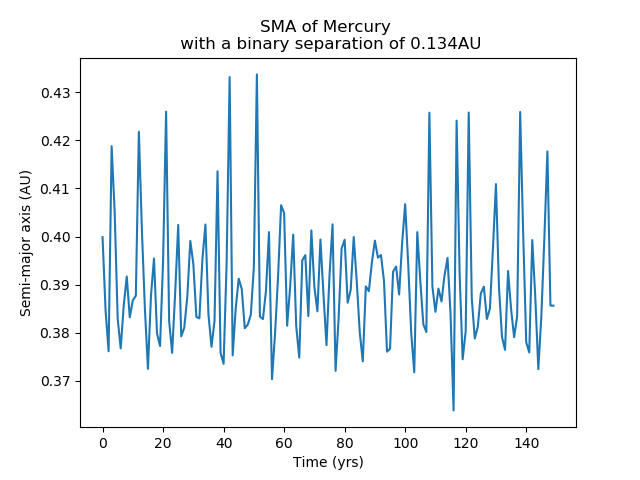 SMA of Mercury
with a binary separation of 0.134AU
0.43
0.42
0.41
0.40
0.39
0.38
0.37
Semi-major axis (AU)
0 20 40 60 80 100 120 140
Time (yrs)